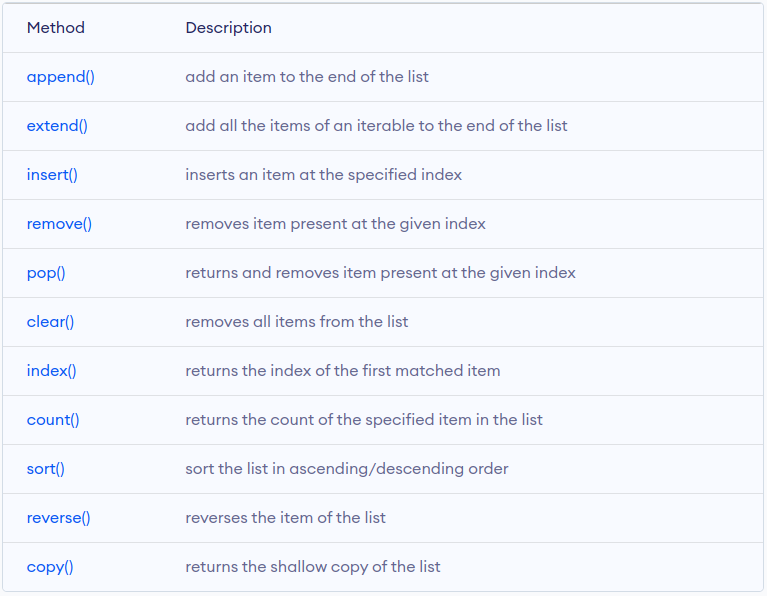 Method Description
append() add an item to the end of the list
extend() add all the items of an iterable to the end of the list
insert() inserts an item at the specified index
remove() removes item present at the given index
pop() returns and removes item present at the given index
clear() removes all items from the list
index() returns the index of the first matched item
count() returns the count of the specified item in the list
sort() sort the list in ascending/descending order
reverse() reverses the item of the list
copy() returns the shallow copy of the list